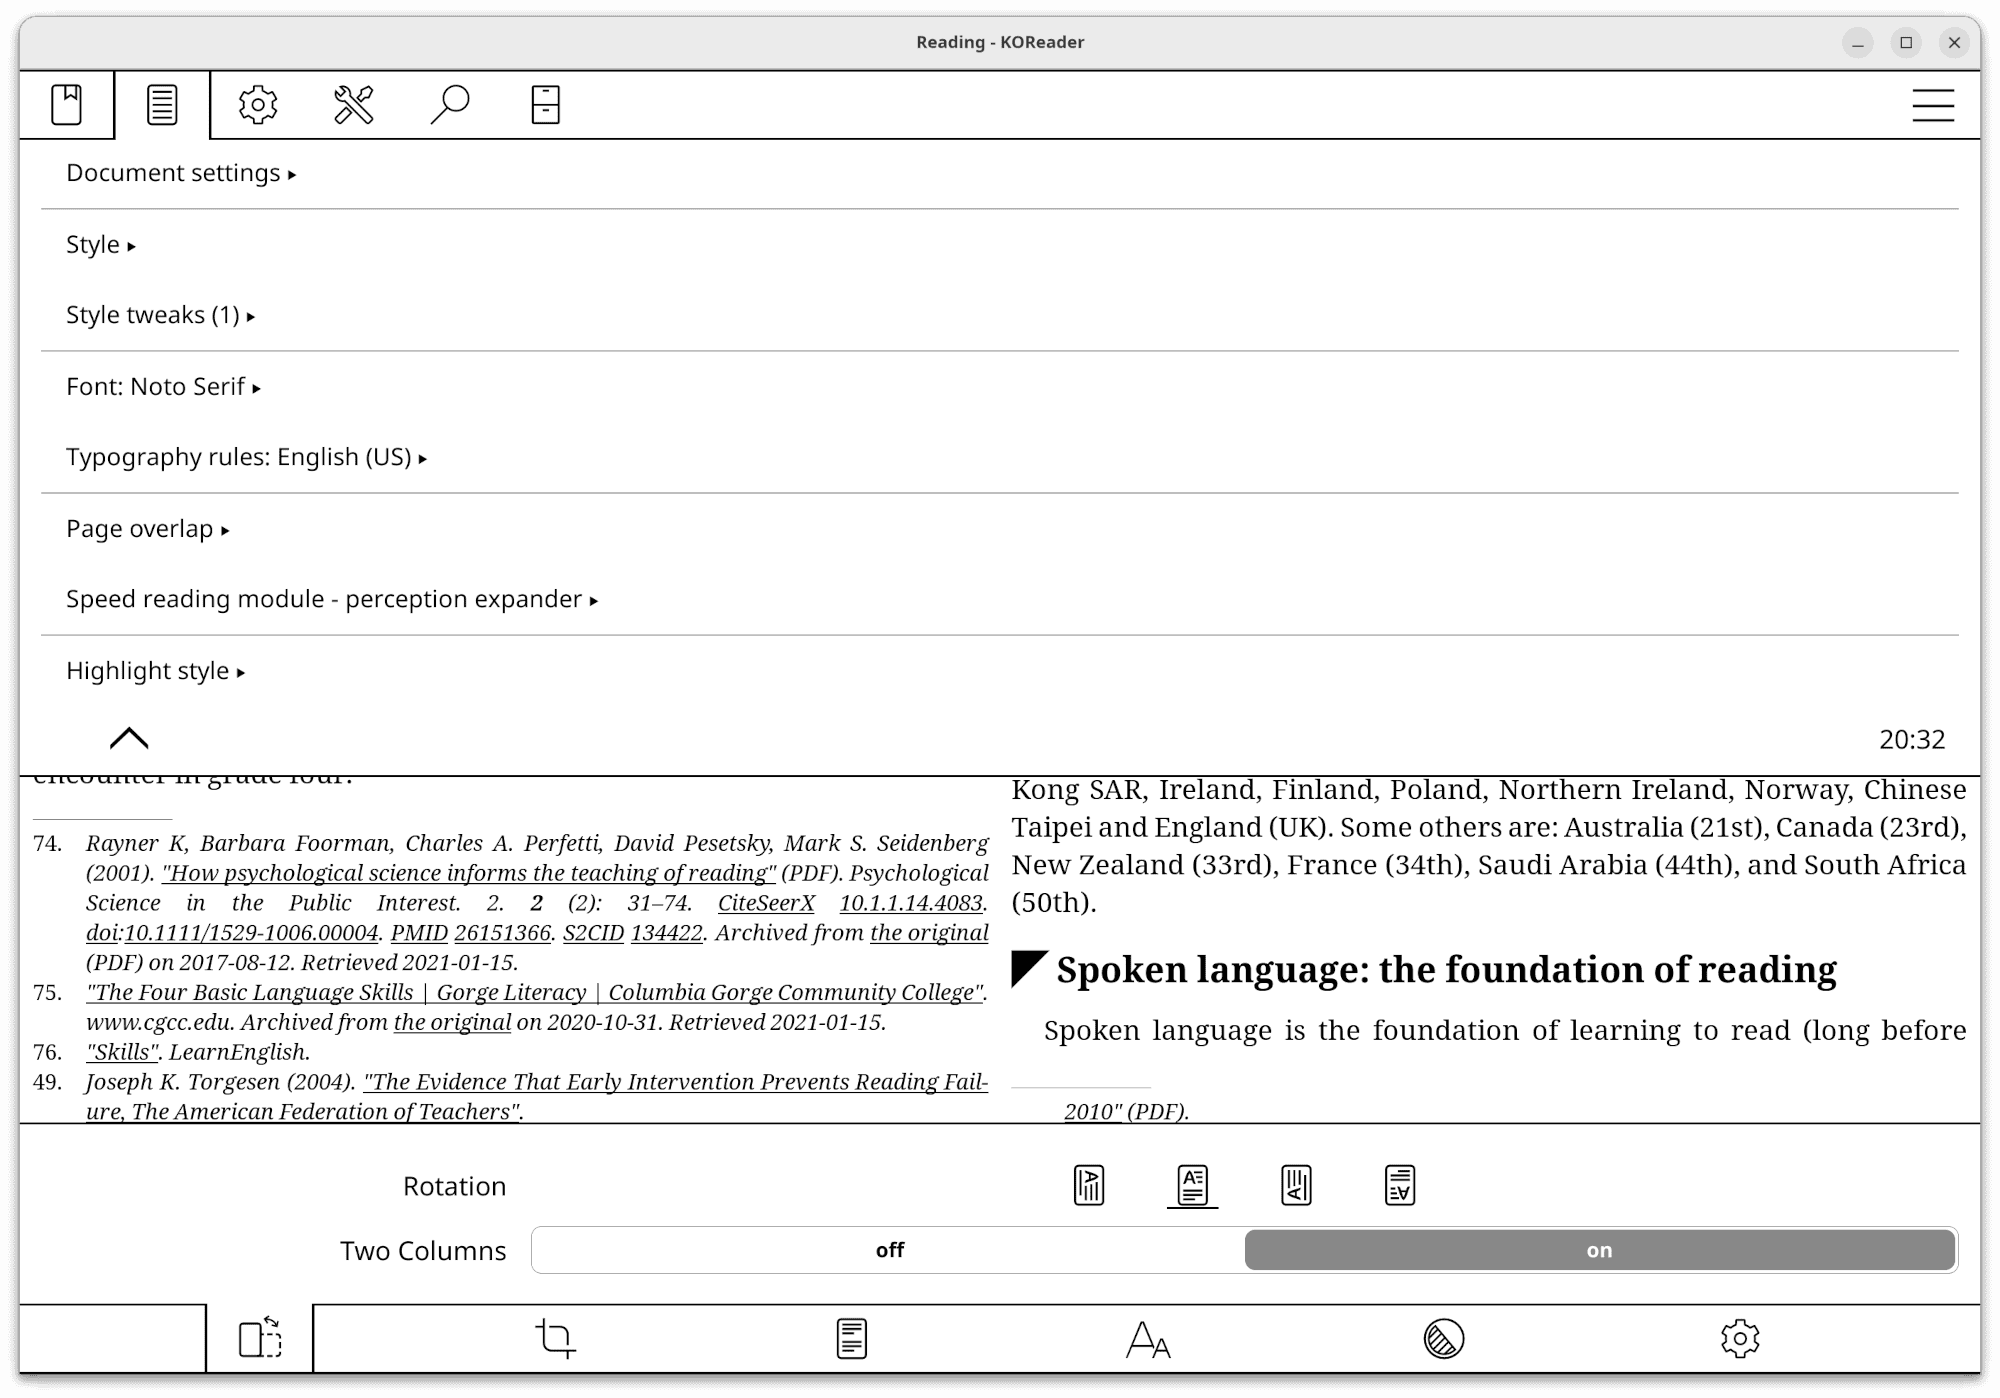 Reading - KOReader
Document settings ▸
Style ▸
Style tweaks (1) ▸
Font: Noto Serif ▸
Typography rules: English (US) ▸
Page overlap ▸
Speed reading module - perception expander ▸
Highlight style ▸
20:32
encounter in grade four.
74. Rayner K, Barbara Foorman, Charles A. Perfetti, David Pesetsky, Mark S. Seidenberg
(2001). "How psychological science informs the teaching of reading" (PDF). Psychological
Science in the Public Interest. 2. 2 (2): 31–74. CiteSeerX 10.1.1.14.4083.
doi:10.1111/1529-1006.00004. PMID 26151366. S2CID 134422. Archived from the original
(PDF) on 2017-08-12. Retrieved 2021-01-15.
75. "The Four Basic Language Skills | Gorge Literacy | Columbia Gorge Community College".
www.cgcc.edu. Archived from the original on 2020-10-31. Retrieved 2021-01-15.
76. "Skills". LearnEnglish.
49. Joseph K. Torgesen (2004). "The Evidence That Early Intervention Prevents Reading Fail-
ure, The American Federation of Teachers".
Kong SAR, Ireland, Finland, Poland, Northern Ireland, Norway, Chinese
Taipei and England (UK). Some others are: Australia (21st), Canada (23rd),
New Zealand (33rd), France (34th), Saudi Arabia (44th), and South Africa
(50th).
Spoken language: the foundation of reading
Spoken language is the foundation of learning to read (long before
2010" (PDF).
Rotation
Two Columns
off
on